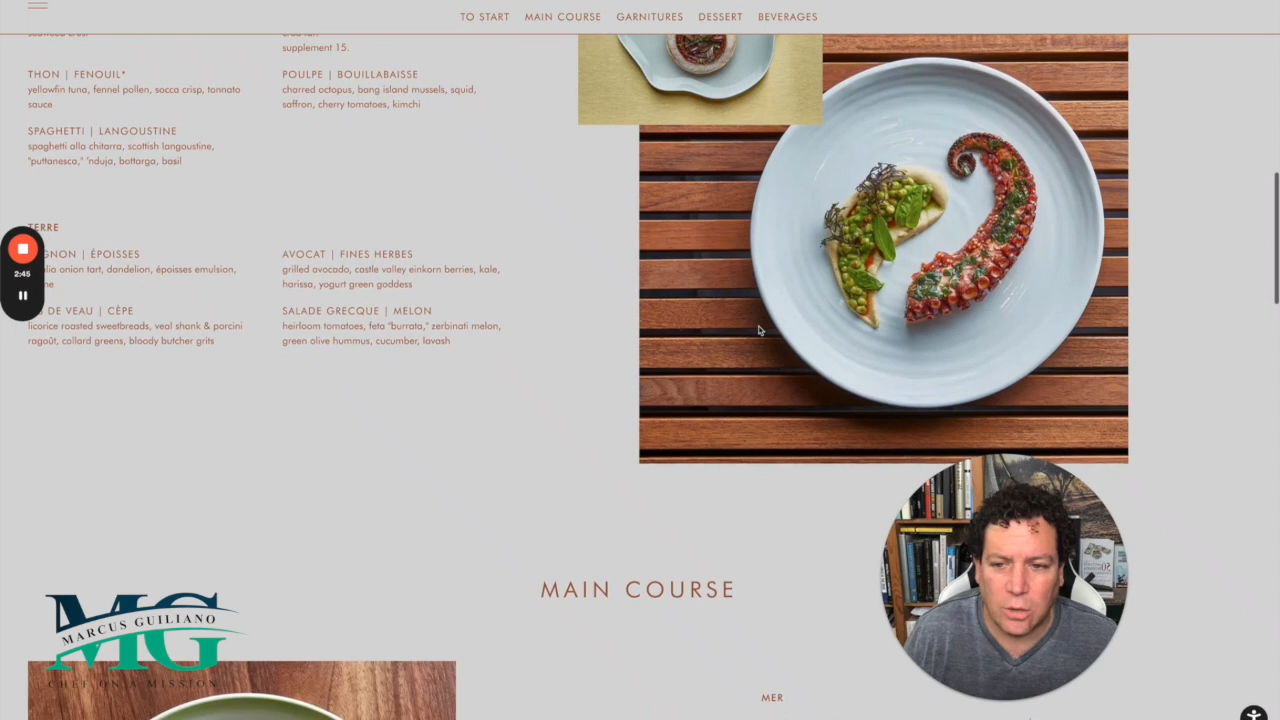 TO START MAIN COURSE GARNITURES DESSERT BEVERAGES
supplement 15.
THON | FENOUIL*
yellowfin tuna, fennel pollen, socca crisp, tonnato
sauce
SPAGHETTI | LANGOUSTINE
spaghetti alla chitarra, scottish langoustine,
"puttanesca," 'nduja, bottarga, basil
POULPE | BOUILLABAISSE
charred octopus, bang island mussels, squid,
saffron, cherry tomatoes, kimchi
TERRE
GNON | ÉPOISSES
onion tart, dandelion, époisses emulsion,
DE VEAU | CÈPE
licorice roasted sweetbreads, veal shank & porcini
ragoût, collard greens, bloody butcher grits
AVOCAT | FINES HERBES
grilled avocado, castle valley einkorn berries, kale,
harissa, yogurt green goddess
SALADE GRECQUE | MELON
heirloom tomatoes, feta "burrata," zerbinati melon,
green olive hummus, cucumber, lavash
2:45
MAIN COURSE
MG
MARCUS GUILIANO
CHEF ON A MISSION
MER